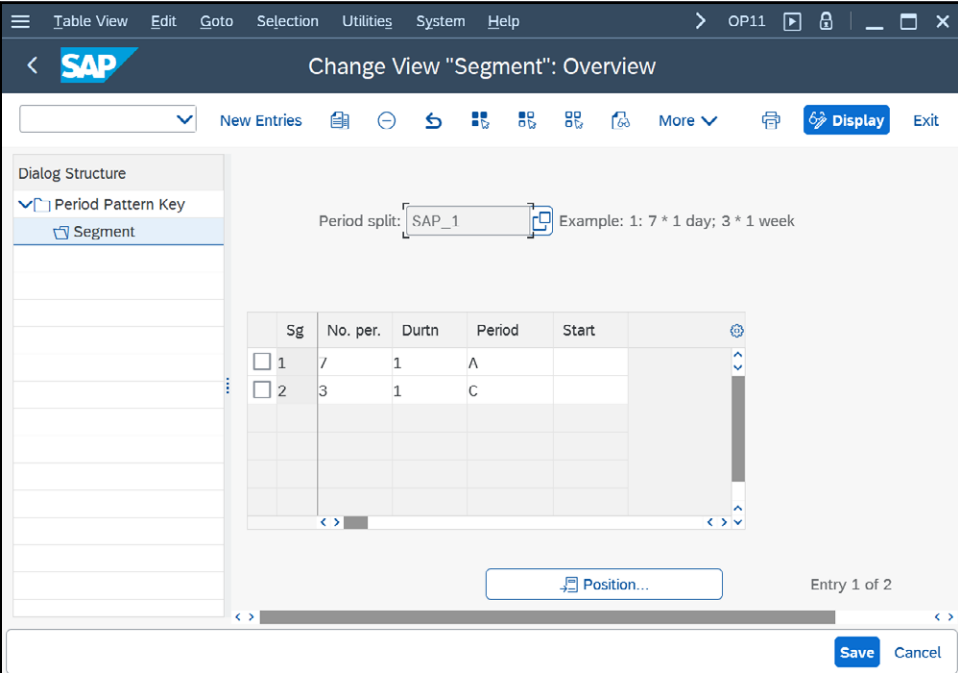 Table View Edit Goto Selection Utilities System Help OP11
SAP Change View "Segment": Overview
New Entries More Display Exit
Dialog Structure
Period Pattern Key
Segment
Period split: SAP_1 Example: 1: 7 * 1 day; 3 * 1 week
Sg No. per. Durtn Period Start
1 7 1 A
2 3 1 C
Position... Entry 1 of 2
Save Cancel